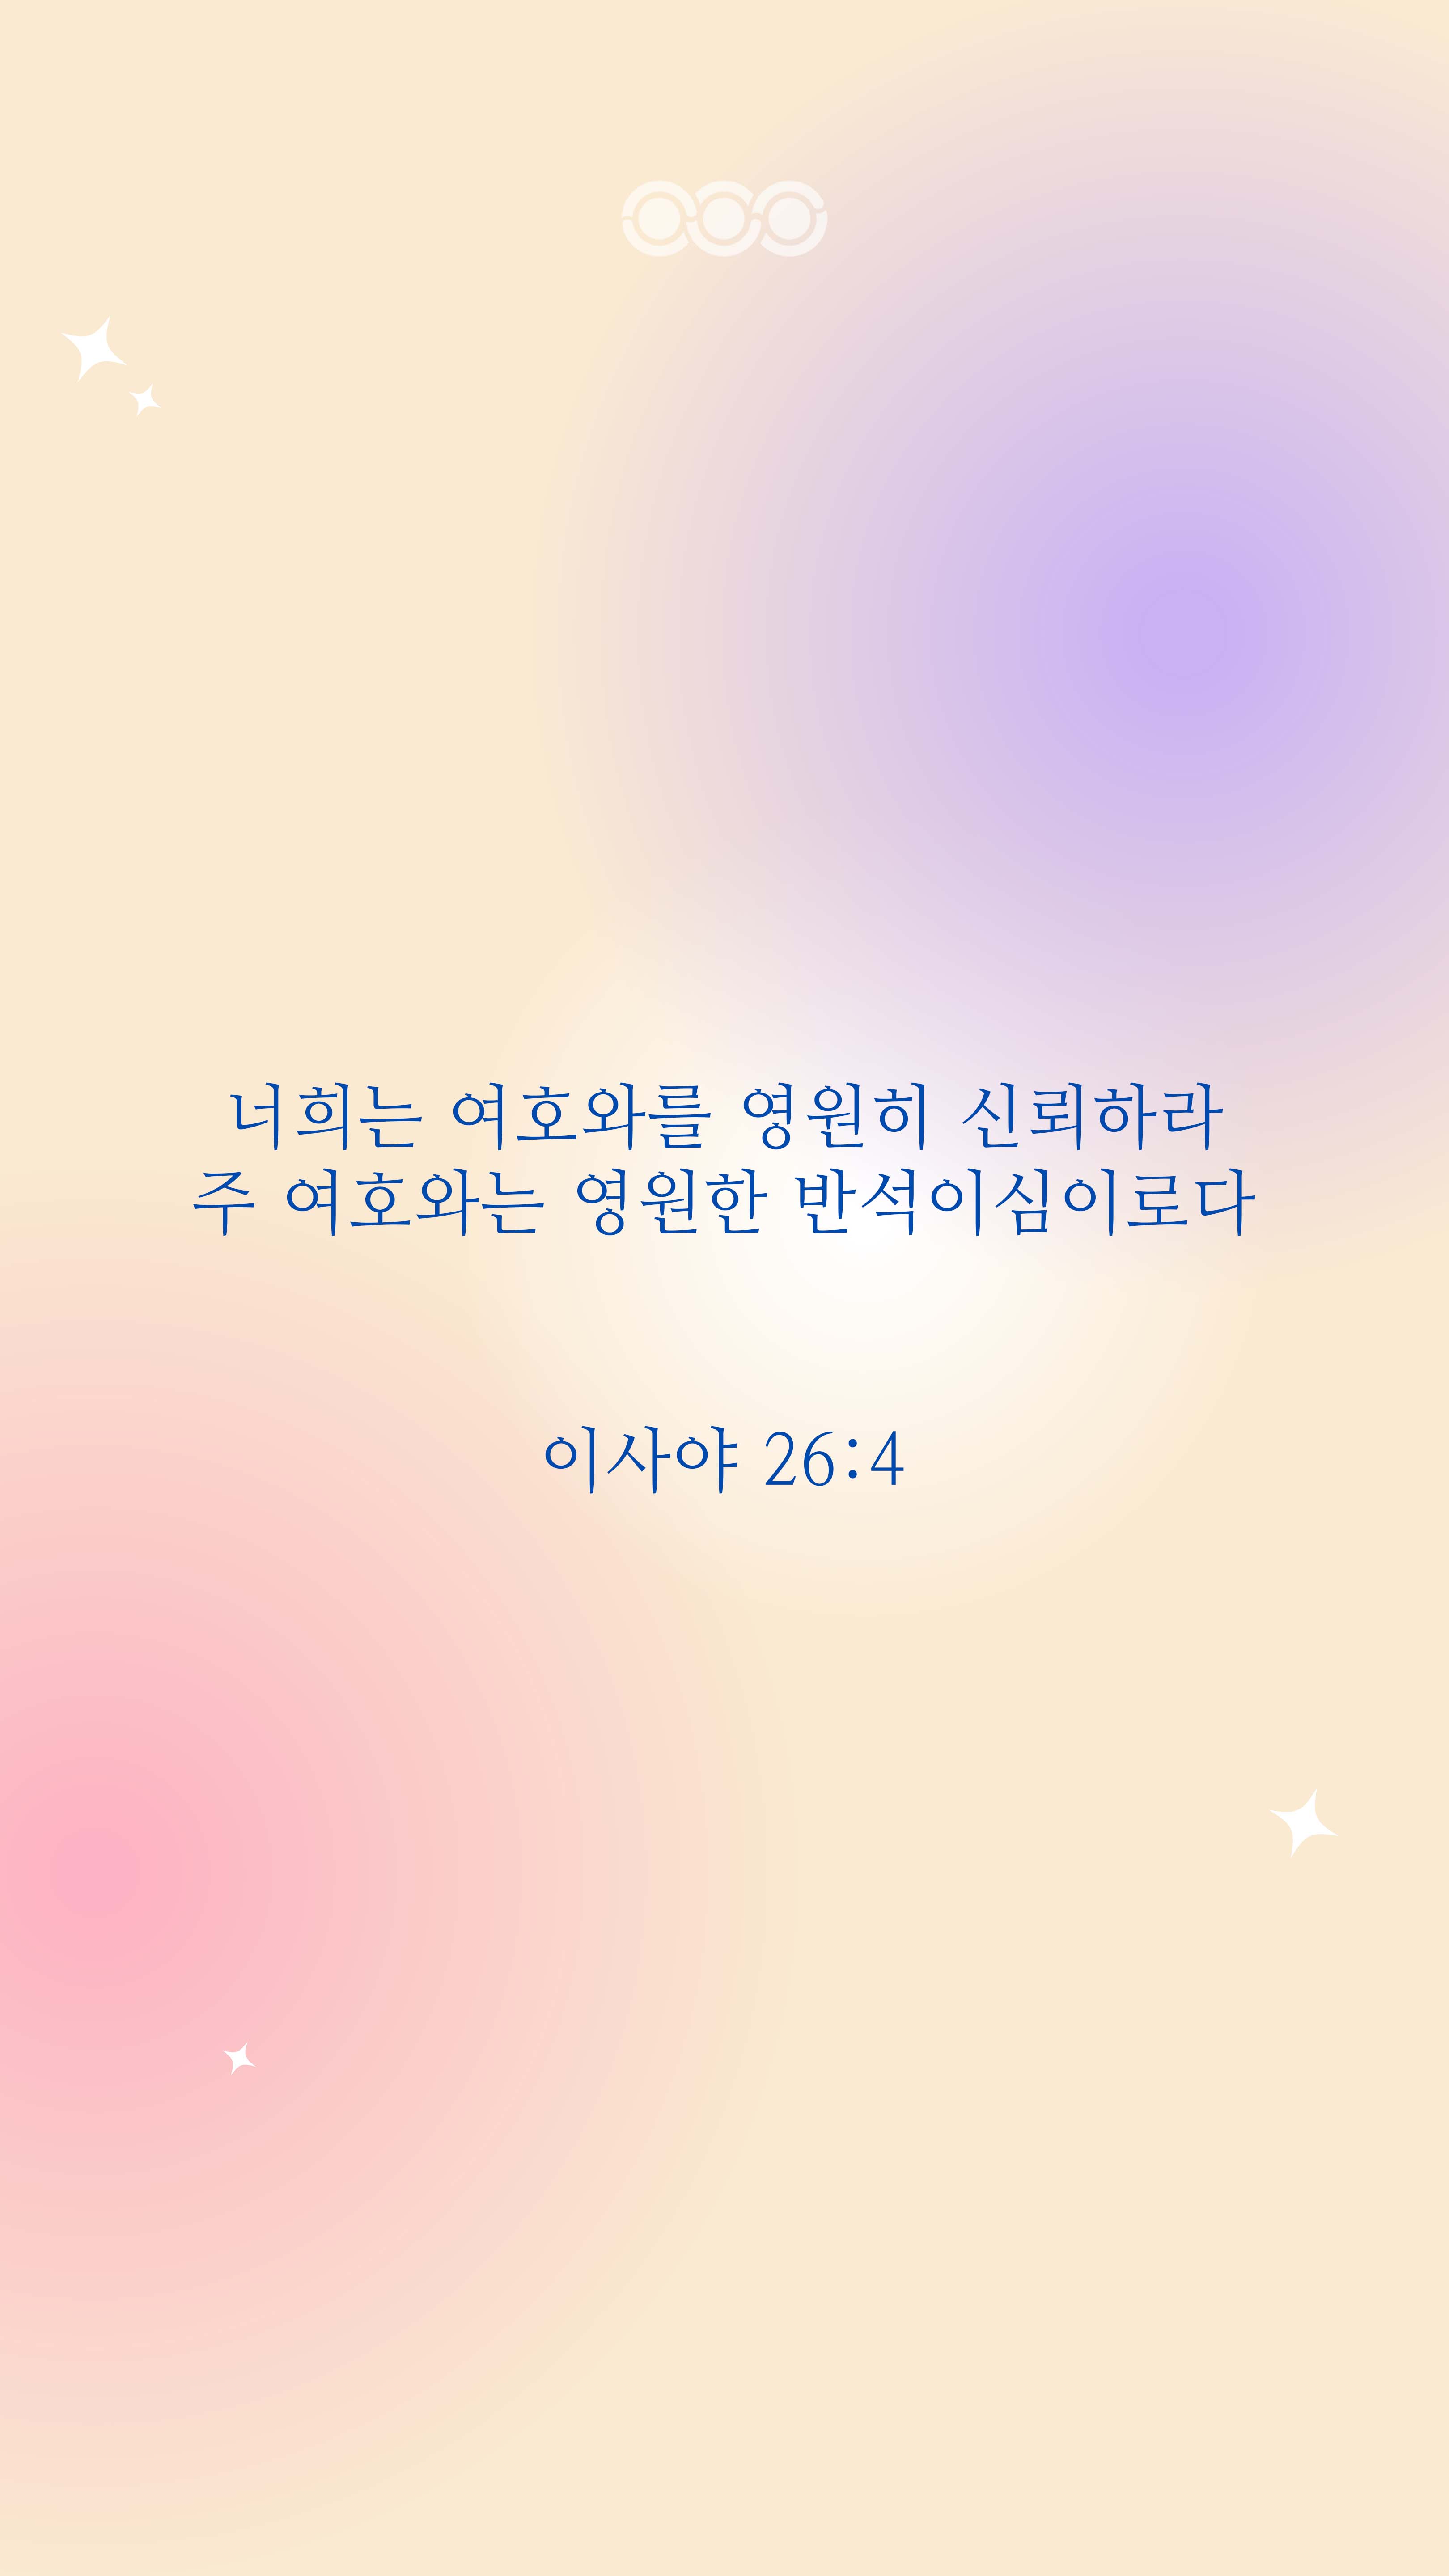 너희는 여호와를 영원히 신뢰하라
주 여호와는 영원한 반석이심이로다
이사야 26:4